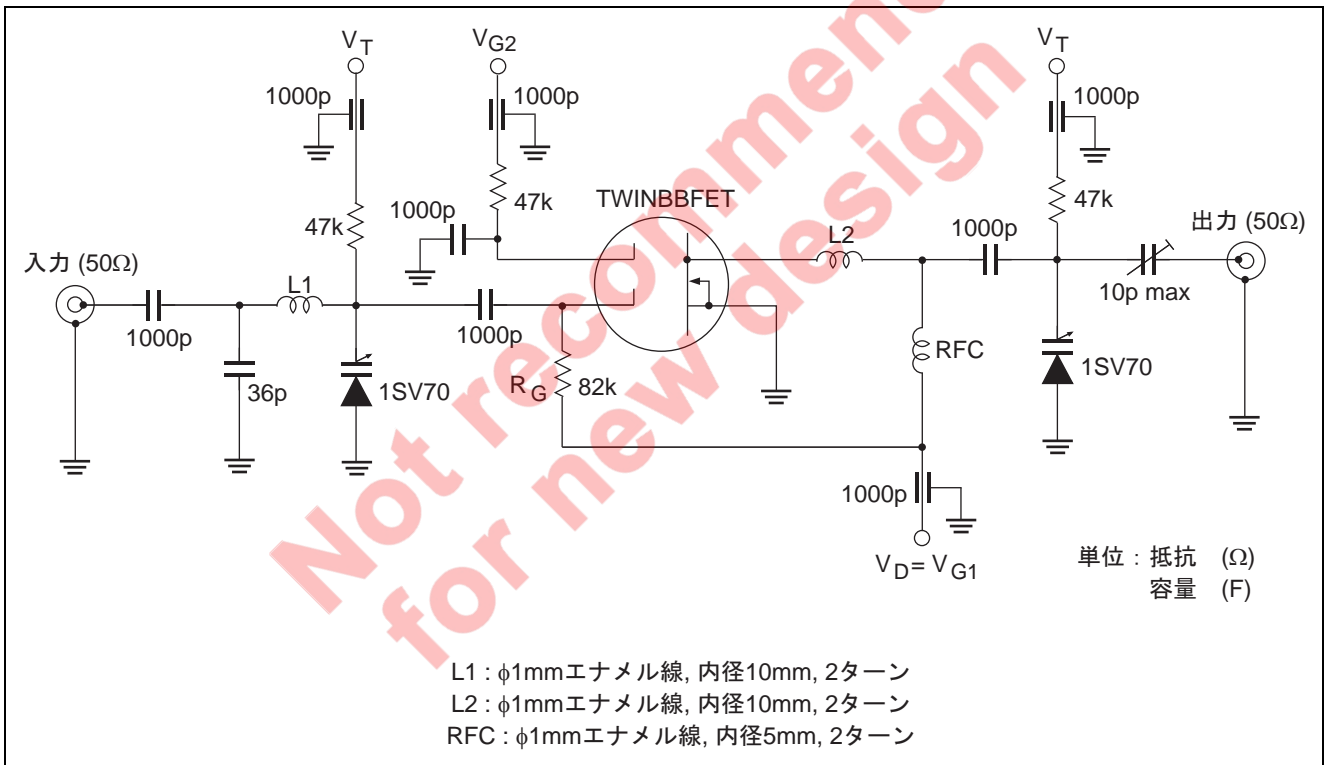 Not recommend
for new design
V T
V G2
V T
1000p
1000p
1000p
47k
TWINBBFET
47k
1000p
47k
L2
1000p
出力 (50Ω)
入力 (50Ω)
L1
10p max
1000p
1000p
RFC
36p
1SV70
R G
82k
1SV70
1000p
V D = V G1
単位 : 抵抗 (Ω)
容量 (F)
L1 : ϕ1mmエナメル線, 内径10mm, 2ターン
L2 : ϕ1mmエナメル線, 内径10mm, 2ターン
RFC : ϕ1mmエナメル線, 内径5mm, 2ターン